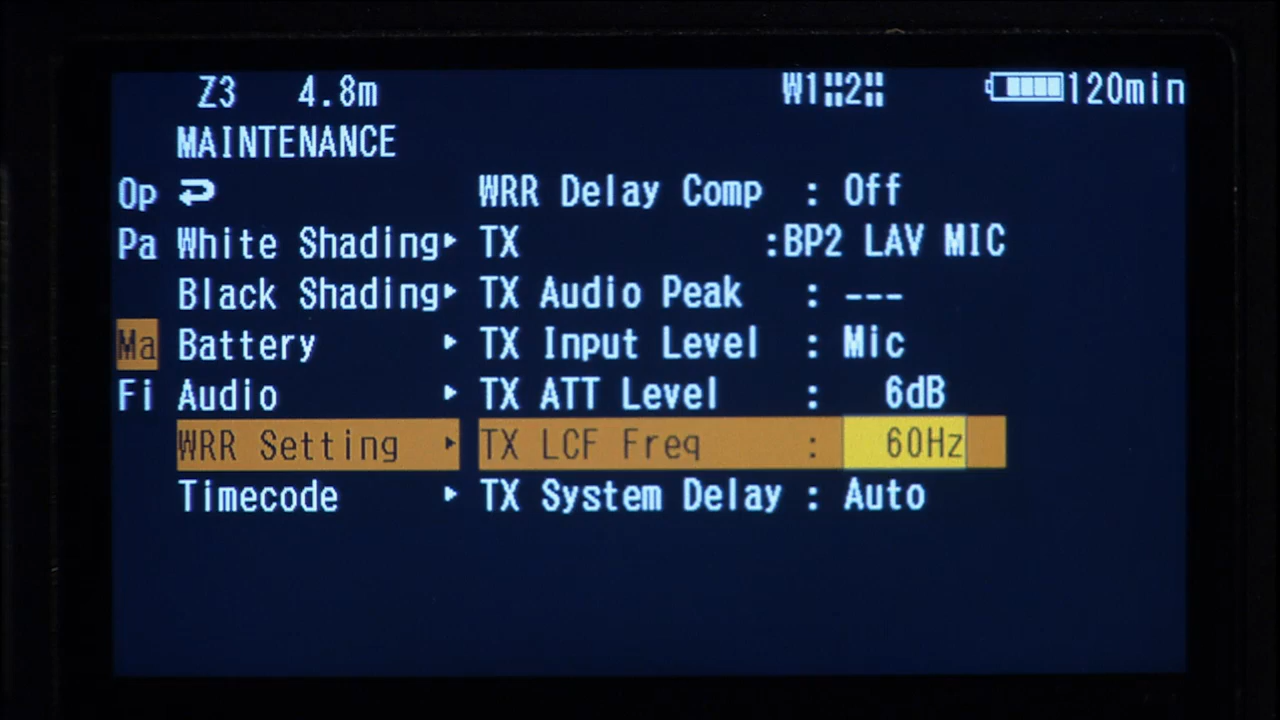 Z3 4.8m W1 2 120min
MAINTENANCE
Op WRR Delay Comp : Off
Pa White Shading TX :BP2 LAV MIC
Black Shading TX Audio Peak : ---
Ma Battery TX Input Level : Mic
Fi Audio TX ATT Level : 6dB
WRR Setting TX LCF Freq : 60Hz
Timecode TX System Delay : Auto